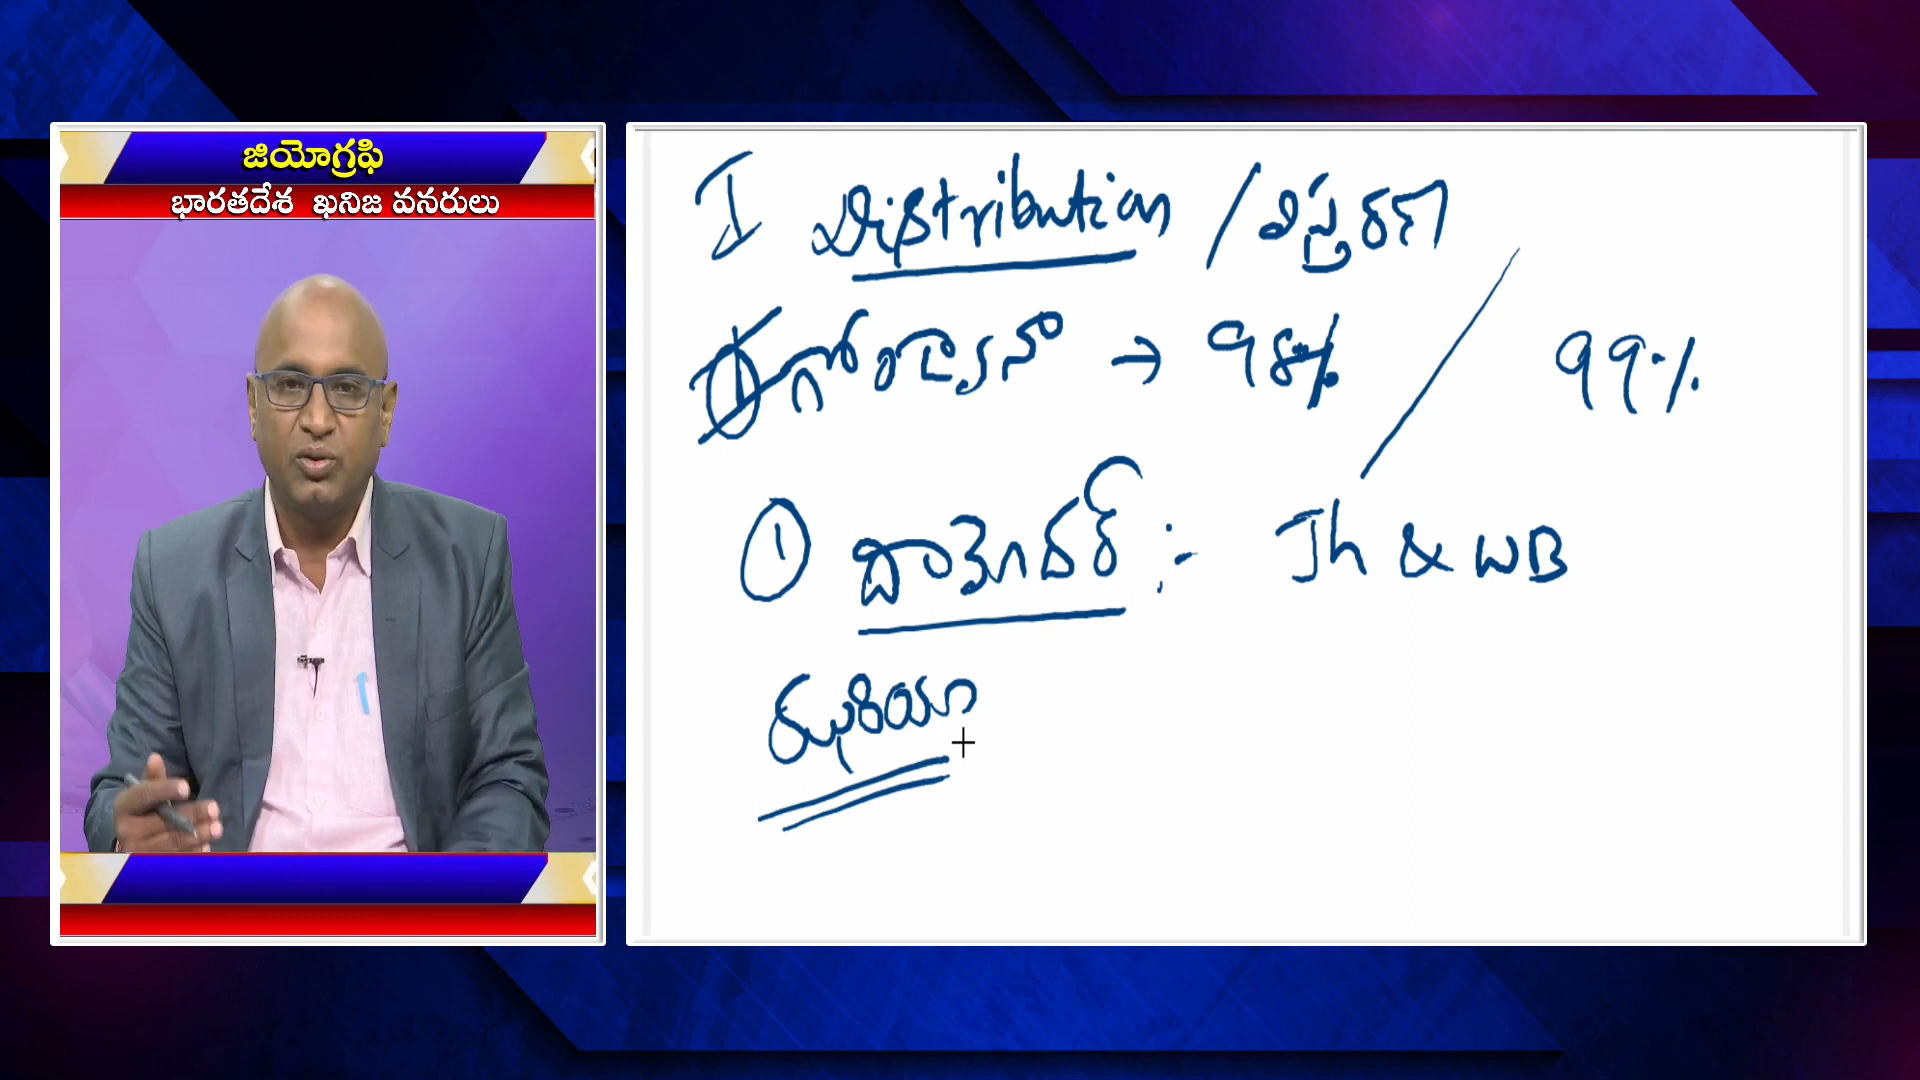 జియోగ్రఫి
భారతదేశ ఖనిజ వనరులు
I Distribution / విస్తరణ
గోండ్వానా → 98% / 99%
① దామోదర్ :- Jh & WB
ఝరియా